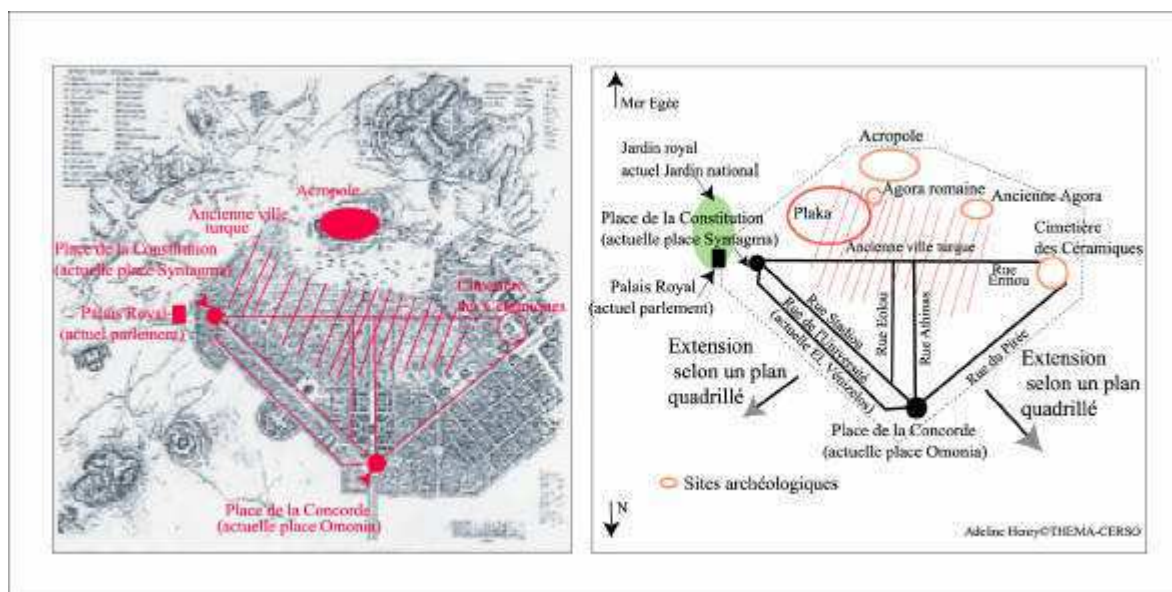 Acropole
Ancienne ville
turque
Place de la Constitution
(actuelle place Syntagma)
Cimetière
des Céramiques
Palais Royal
(actuel parlement)
Place de la Concorde
(actuelle place Omonia)
Mer Egée
Acropole
Jardin royal
actuel Jardin national
Agora romaine
Ancienne Agora
Plaka
Place de la Constitution
(actuelle place Syntagma)
Cimetière
des Céramiques
Ancienne ville turque
Rue
Ermou
Palais Royal
(actuel parlement)
Rue Stadiou
Rue de l'Université
(actuelle El. Vénizelos)
Rue Eolou
Rue Athinas
Rue du Pirée
Extension
selon un plan
quadrillé
Extension
selon un plan
quadrillé
Place de la Concorde
(actuelle place Omonia)
Sites archéologiques
N
Adeline Henry©THEMA-CERSO